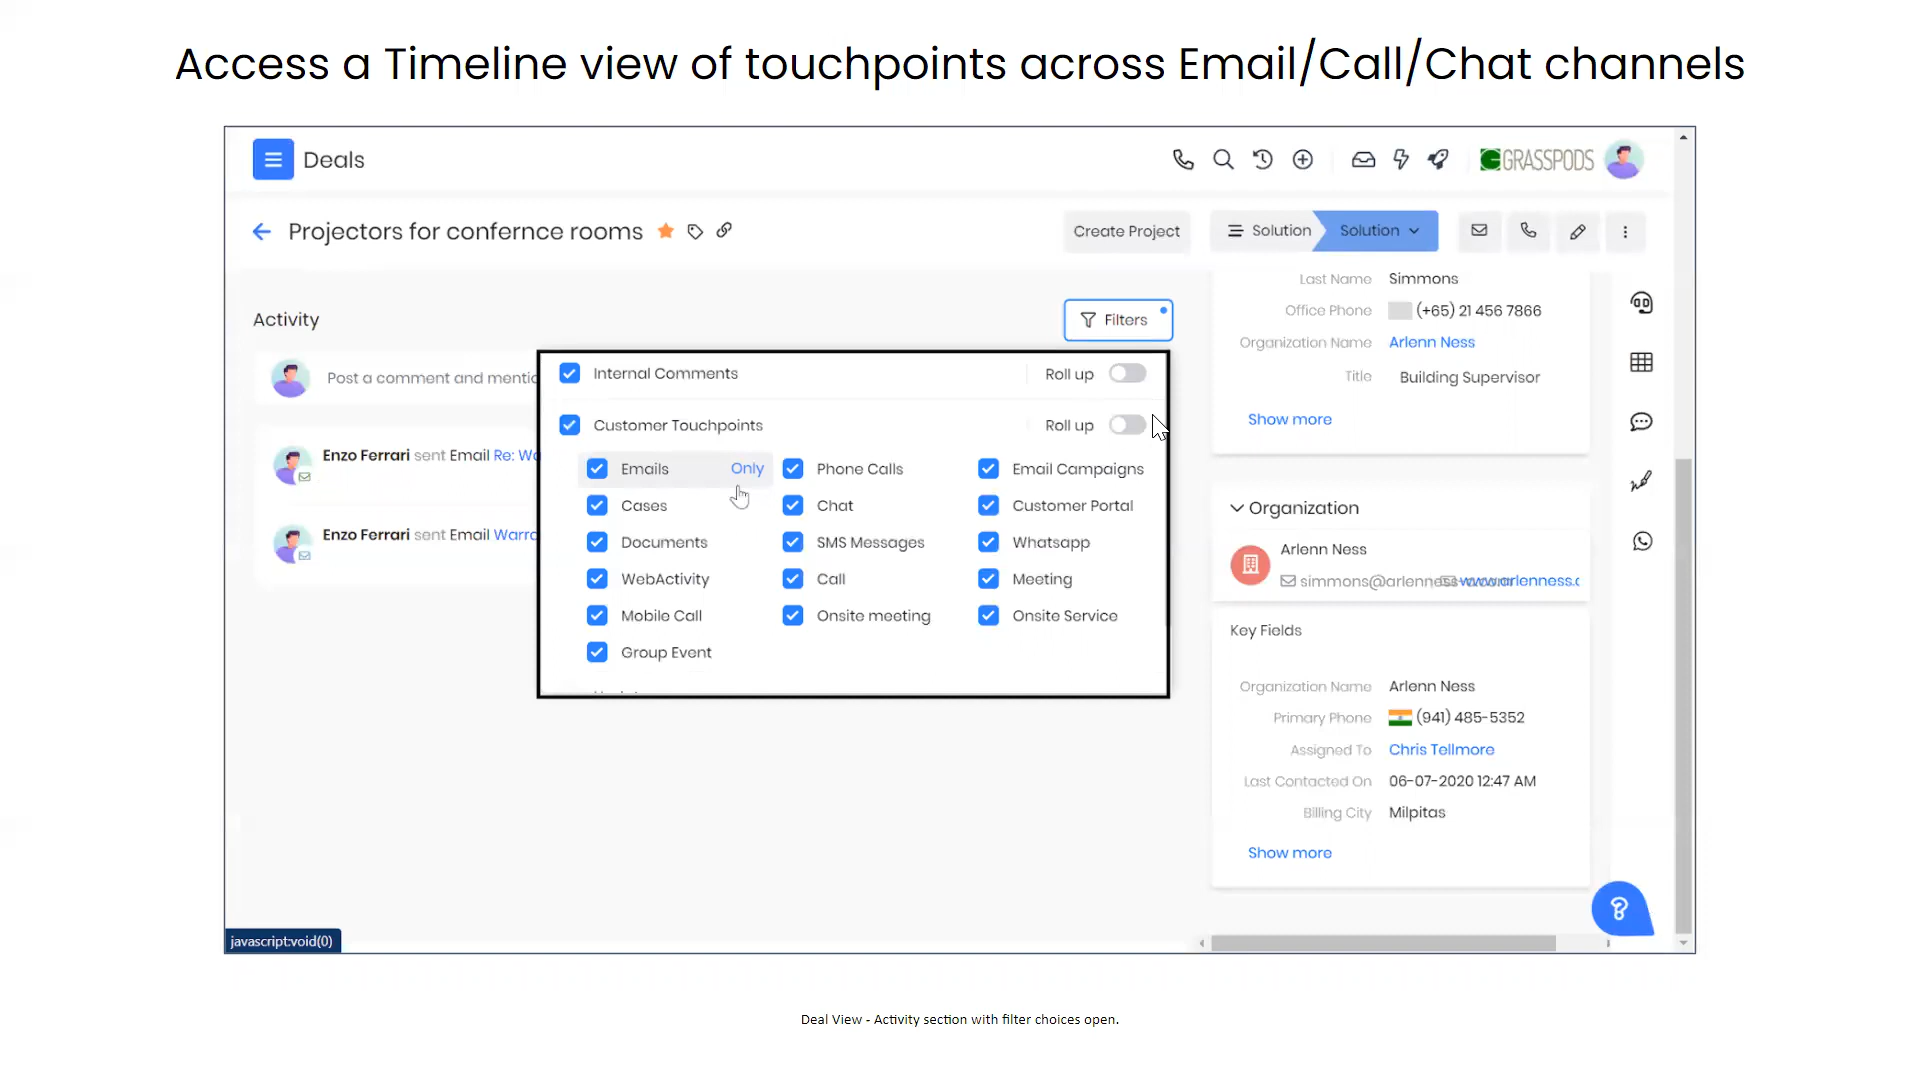 Access a Timeline view of touchpoints across Email/Call/Chat channels
Deals
GRASSPODS
Projectors for confernce rooms
Create Project
Solution
Solution
Activity
Filters
Post a comment and
Enzo Ferrari sent Email Re:
Enzo Ferrari sent Email
Internal Comments
Roll up
Customer Touchpoints
Roll up
Emails Only
Phone Calls
Email Campaigns
Cases
Chat
Customer Portal
Documents
SMS Messages
Whatsapp
WebActivity
Call
Meeting
Mobile Call
Onsite meeting
Onsite Service
Group Event
Last Name Simmons
Office Phone (+65) 21 456 7866
Organization Name Arlenn Ness
Title Building Supervisor
Show more
Organization
Arlenn Ness
Key Fields
Organization Name Arlenn Ness
Primary Phone (941) 485-5352
Assigned To Chris Tellmore
Last Contacted On 06-07-2020 12:47 AM
Billing City Milpitas
Show more
?
javascript:void(0)
Deal View - Activity section with filter choices open.